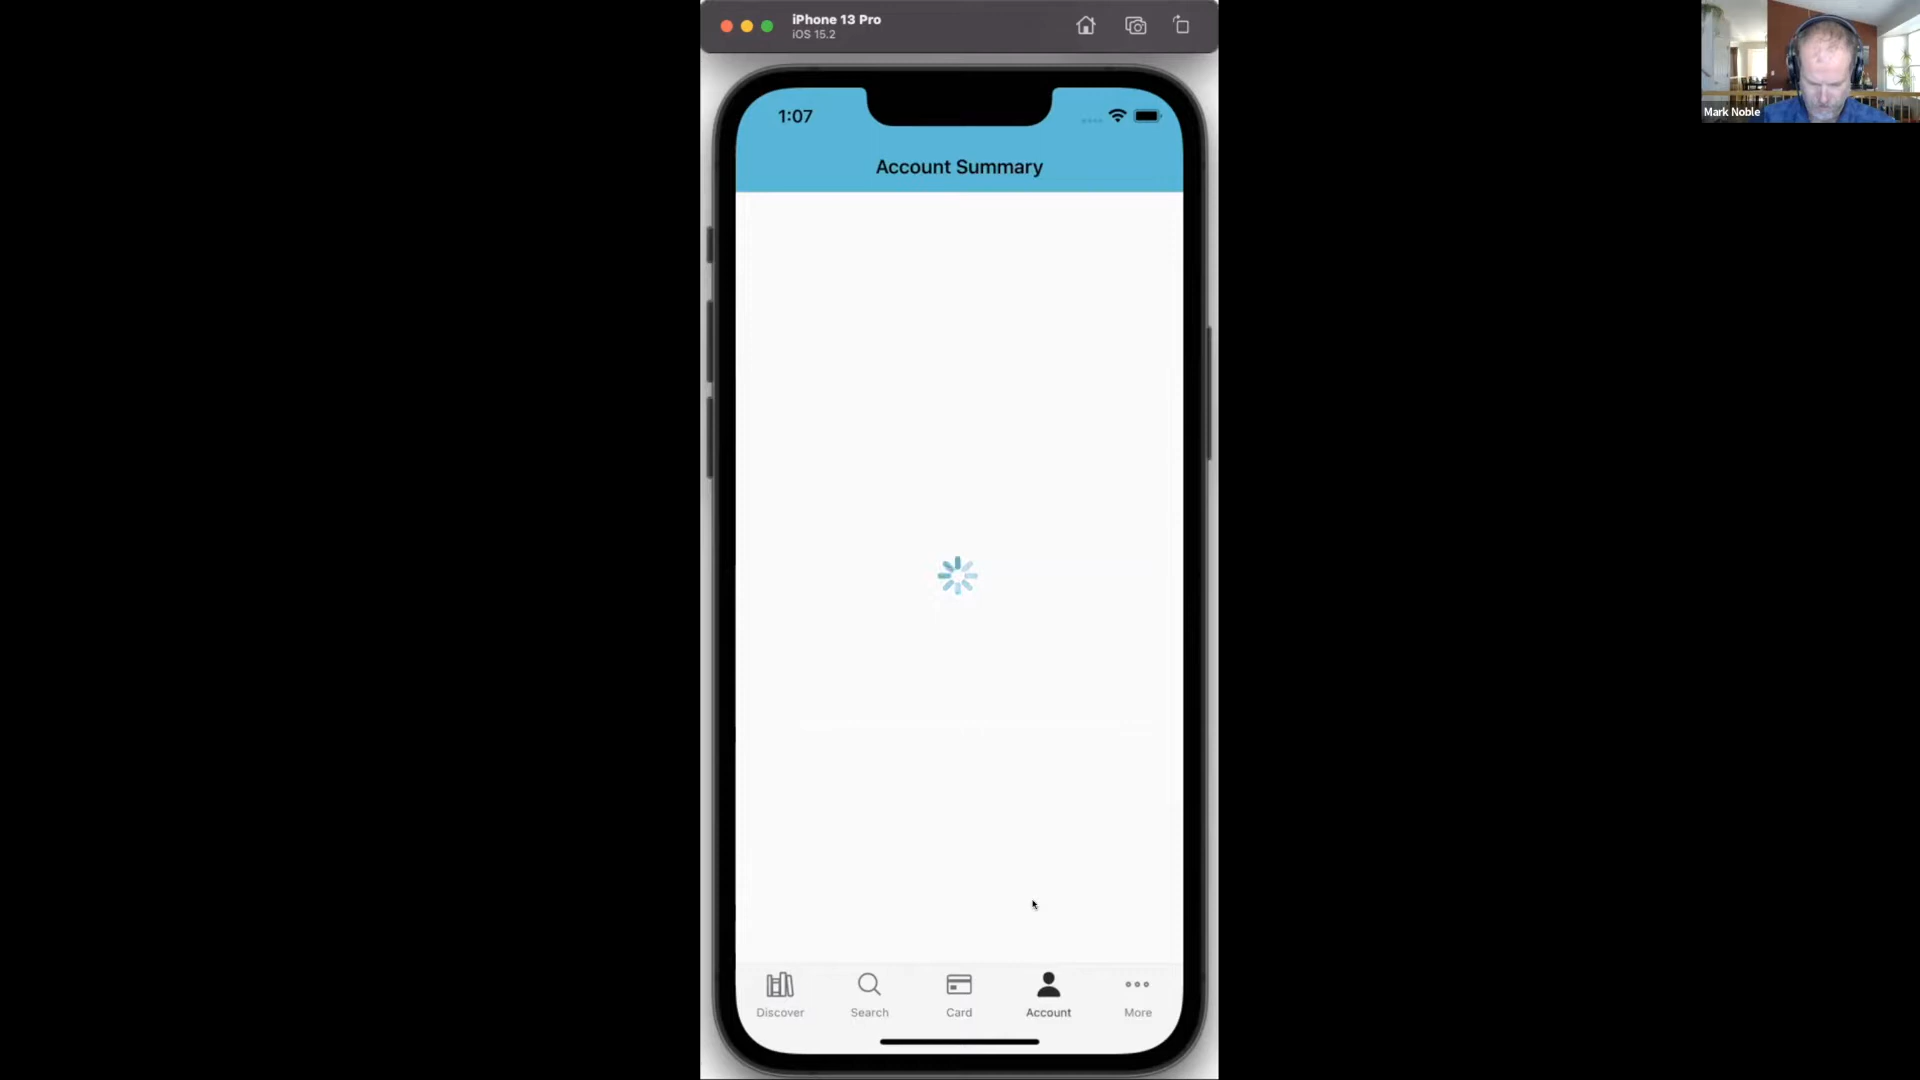 iPhone 13 Pro
iOS 15.2
Mark Noble
1:07
Account Summary
Discover
Search
Card
Account
More